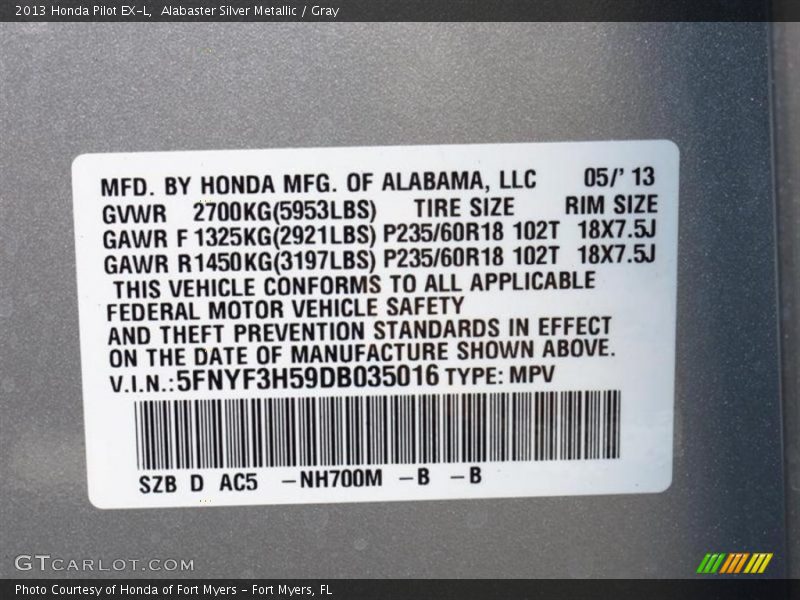 2013 Honda Pilot EX-L,  Alabaster Silver Metallic / Gray
MFD. BY HONDA MFG. OF ALABAMA, LLC 05/' 13
GVWR 2700KG(5953LBS) TIRE SIZE RIM SIZE
GAWR F 1325KG(2921LBS) P235/60R18 102T 18X7.5J
GAWR R1450KG(3197LBS) P235/60R18 102T 18X7.5J
THIS VEHICLE CONFORMS TO ALL APPLICABLE
FEDERAL MOTOR VEHICLE SAFETY
AND THEFT PREVENTION STANDARDS IN EFFECT
ON THE DATE OF MANUFACTURE SHOWN ABOVE.
V.I.N.:5FNYF3H59DB035016 TYPE: MPV
SZB D AC5 -NH700M -B -B
GTCARLOT.COM
Photo Courtesy of Honda of Fort Myers - Fort Myers, FL